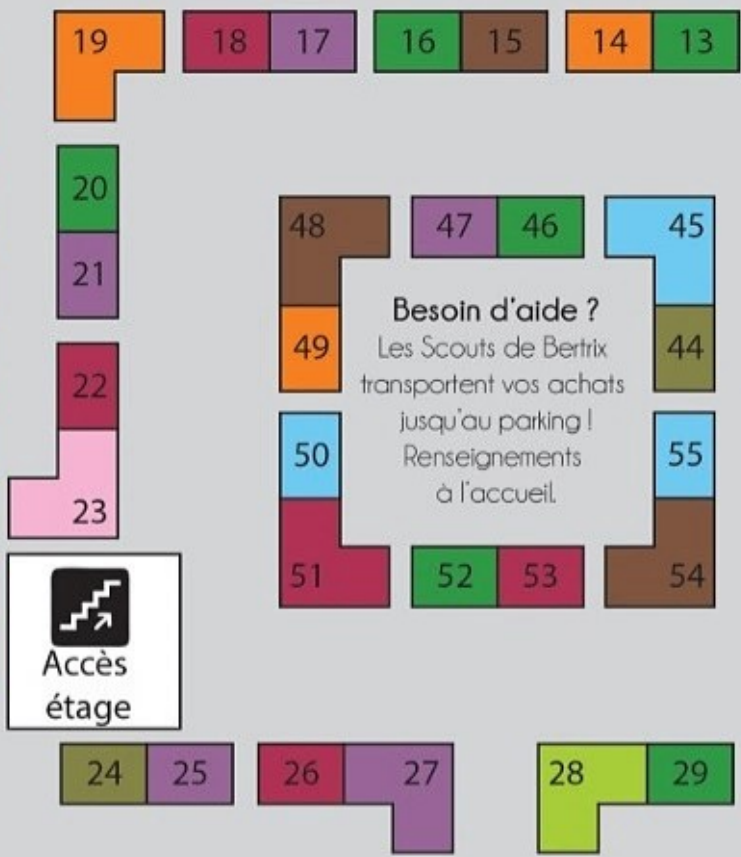 19 18 17 16 15 14 13
20
48 47 46 45
21
Besoin d'aide ?
49 Les Scouts de Bertrix 44
22 transportent vos achats
jusqu'au parking !
50 Renseignements 55
23 à l'accueil.
51 52 53 54
Accès
étage
24 25 26 27 28 29